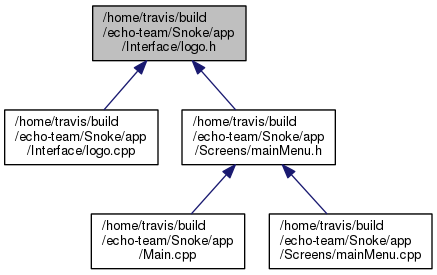 /home/travis/build
/echo-team/Snoke/app
/Interface/logo.h
/home/travis/build
/echo-team/Snoke/app
/Interface/logo.cpp
/home/travis/build
/echo-team/Snoke/app
/Screens/mainMenu.h
/home/travis/build
/echo-team/Snoke/app
/Main.cpp
/home/travis/build
/echo-team/Snoke/app
/Screens/mainMenu.cpp